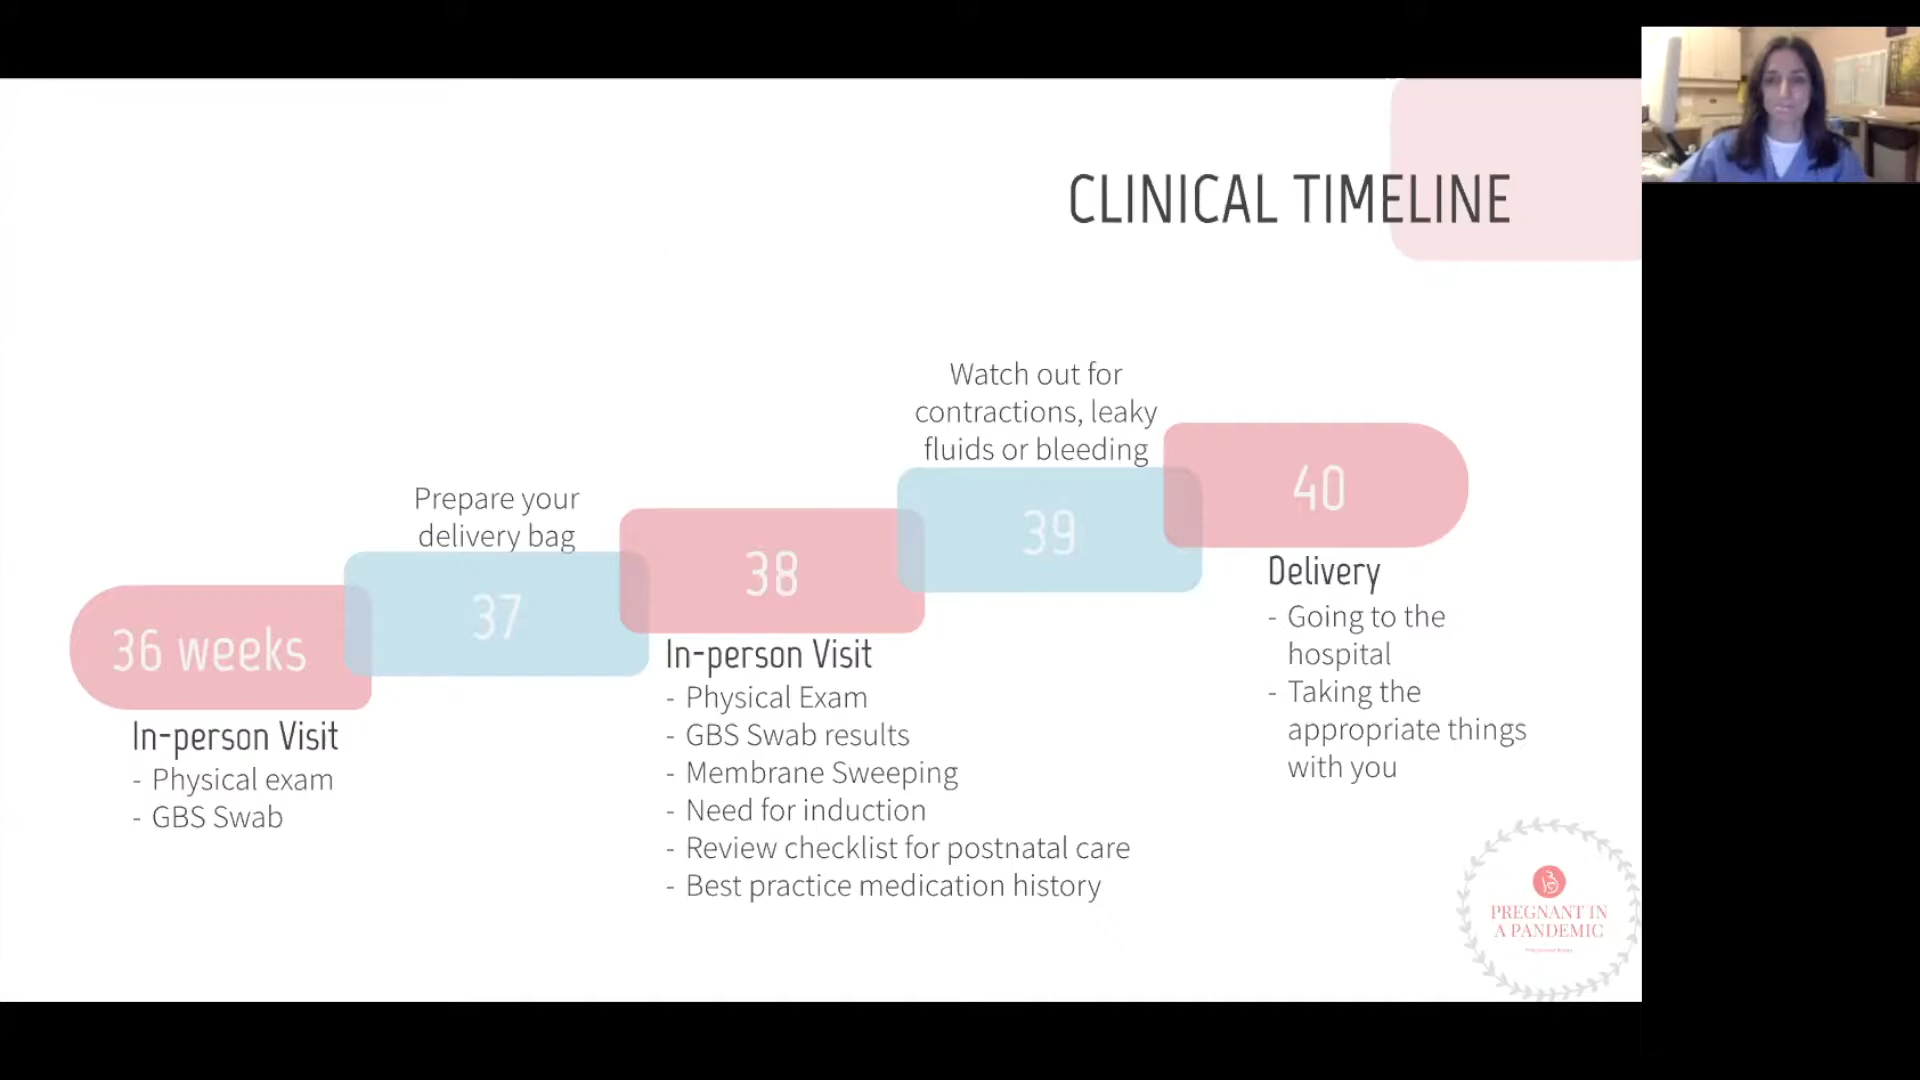 CLINICAL TIMELINE
36 weeks
In-person Visit
- Physical exam
- GBS Swab
Prepare your
delivery bag
37
38
In-person Visit
- Physical Exam
- GBS Swab results
- Membrane Sweeping
- Need for induction
- Review checklist for postnatal care
- Best practice medication history
Watch out for
contractions, leaky
fluids or bleeding
39
40
Delivery
- Going to the
hospital
- Taking the
appropriate things
with you
PREGNANT IN
A PANDEMIC